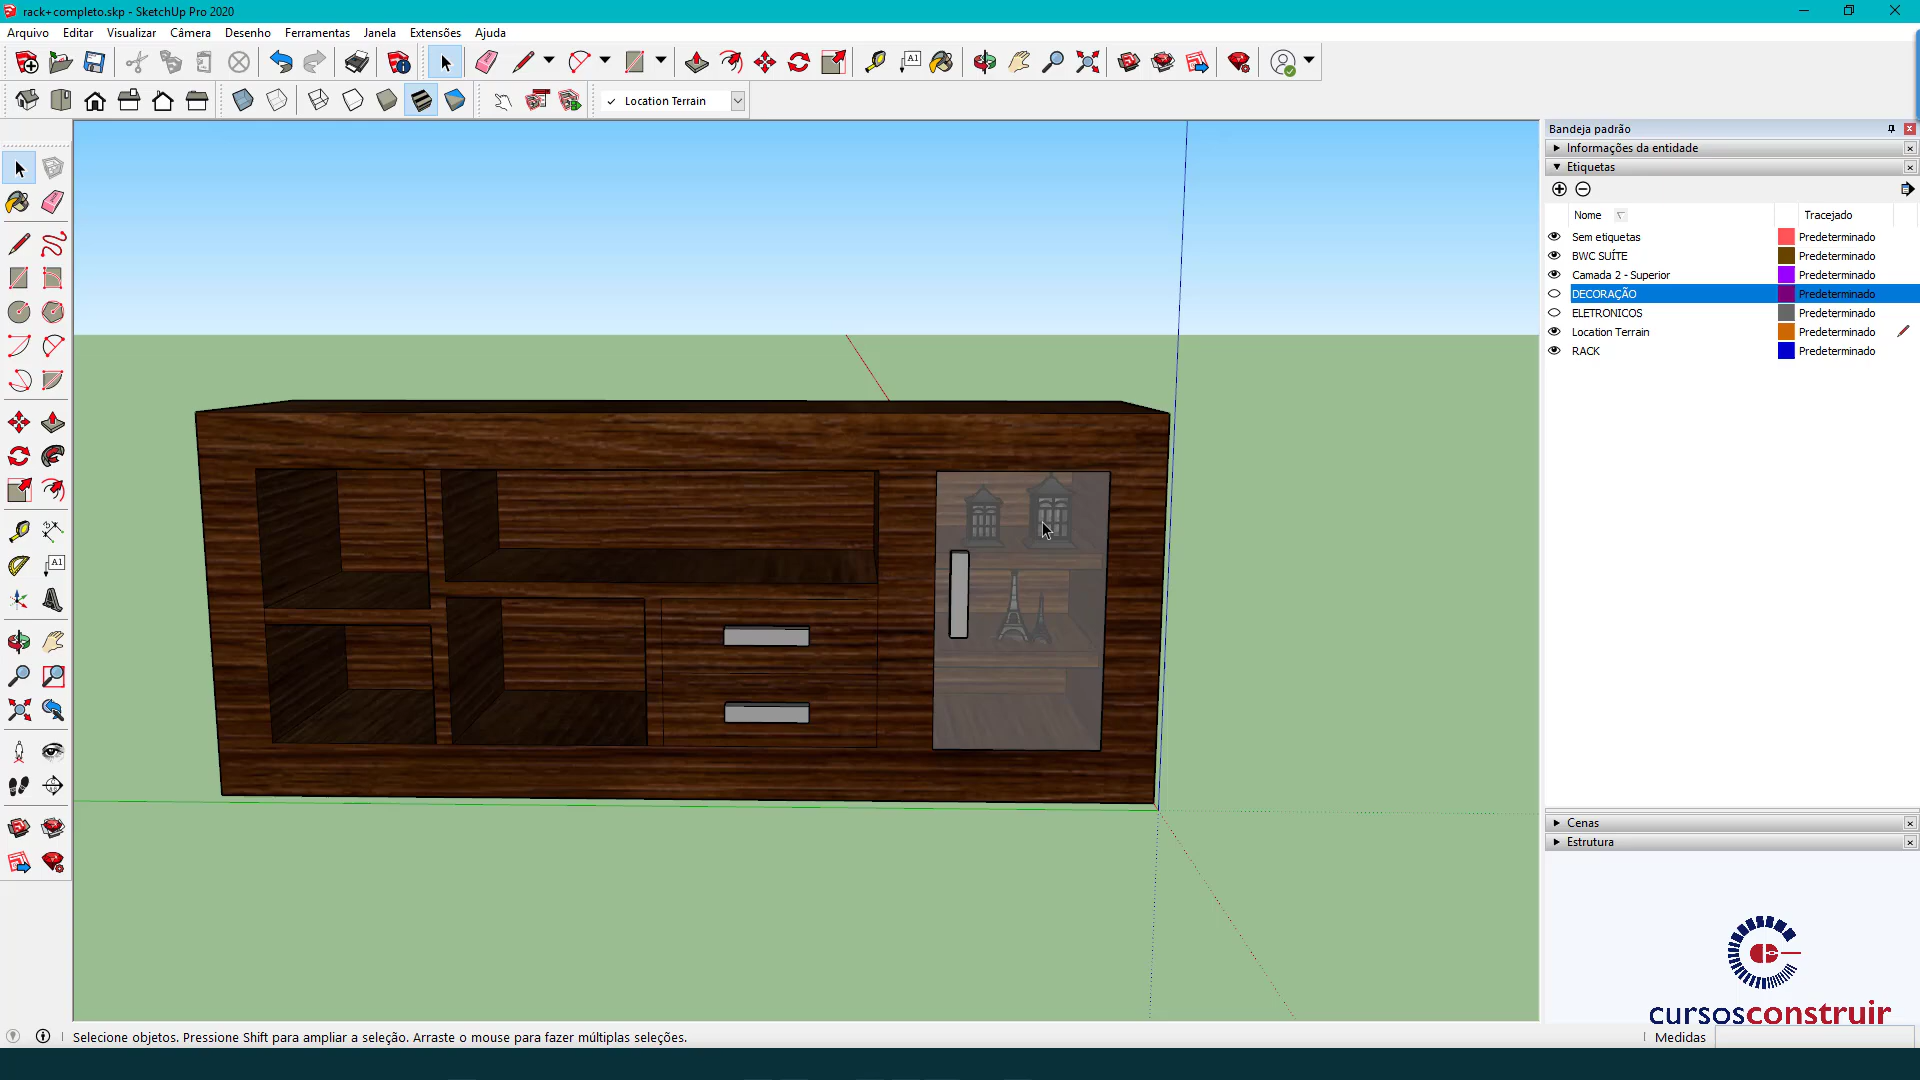 rack+completo.skp - SketchUp Pro 2020
Arquivo Editar Visualizar Câmera Desenho Ferramentas Janela Extensões Ajuda
A1
✓ Location Terrain
Bandeja padrão
Informações da entidade
Etiquetas
Nome Tracejado
Sem etiquetas Predeterminado
BWC SUÍTE Predeterminado
Camada 2 - Superior Predeterminado
DECORAÇÃO Predeterminado
ELETRONICOS Predeterminado
Location Terrain Predeterminado
RACK Predeterminado
A1
Cenas
Estrutura
cursosconstruir
Selecione objetos. Pressione Shift para ampliar a seleção. Arraste o mouse para fazer múltiplas seleções.
Medidas